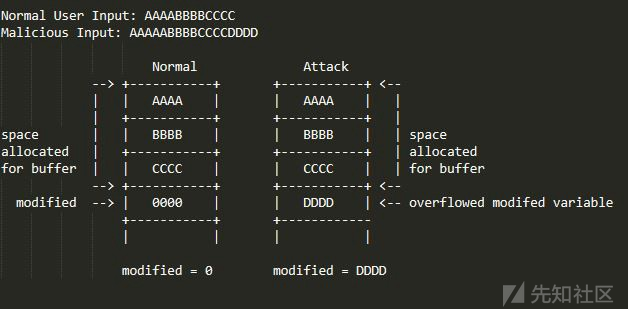 Normal User Input: AAAABBBBCCCC
Malicious Input: AAAAABBBBCCCCDDDD
Normal Attack
--> +-----------+ +-----------+ <--
| | AAAA | | AAAA | |
| +-----------+ +-----------+ |
space | | BBBB | | BBBB | | space
allocated | +-----------+ +-----------+ | allocated
for buffer | | CCCC | | CCCC | | for buffer
--> +-----------+ +-----------+ <--
modified --> | 0000 | | DDDD | <-- overflowed modifed variable
+-----------+ +-----------
| | | |
modified = 0 modified = DDDD
先知社区